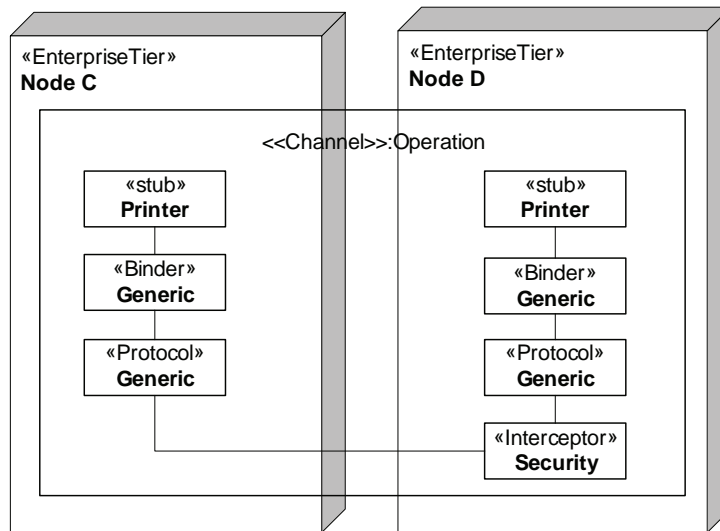 «EnterpriseTier»
Node C
«EnterpriseTier»
Node D
<<Channel>>:Operation
«stub»
Printer
«Binder»
Generic
«Protocol»
Generic
«stub»
Printer
«Binder»
Generic
«Protocol»
Generic
«Interceptor»
Security